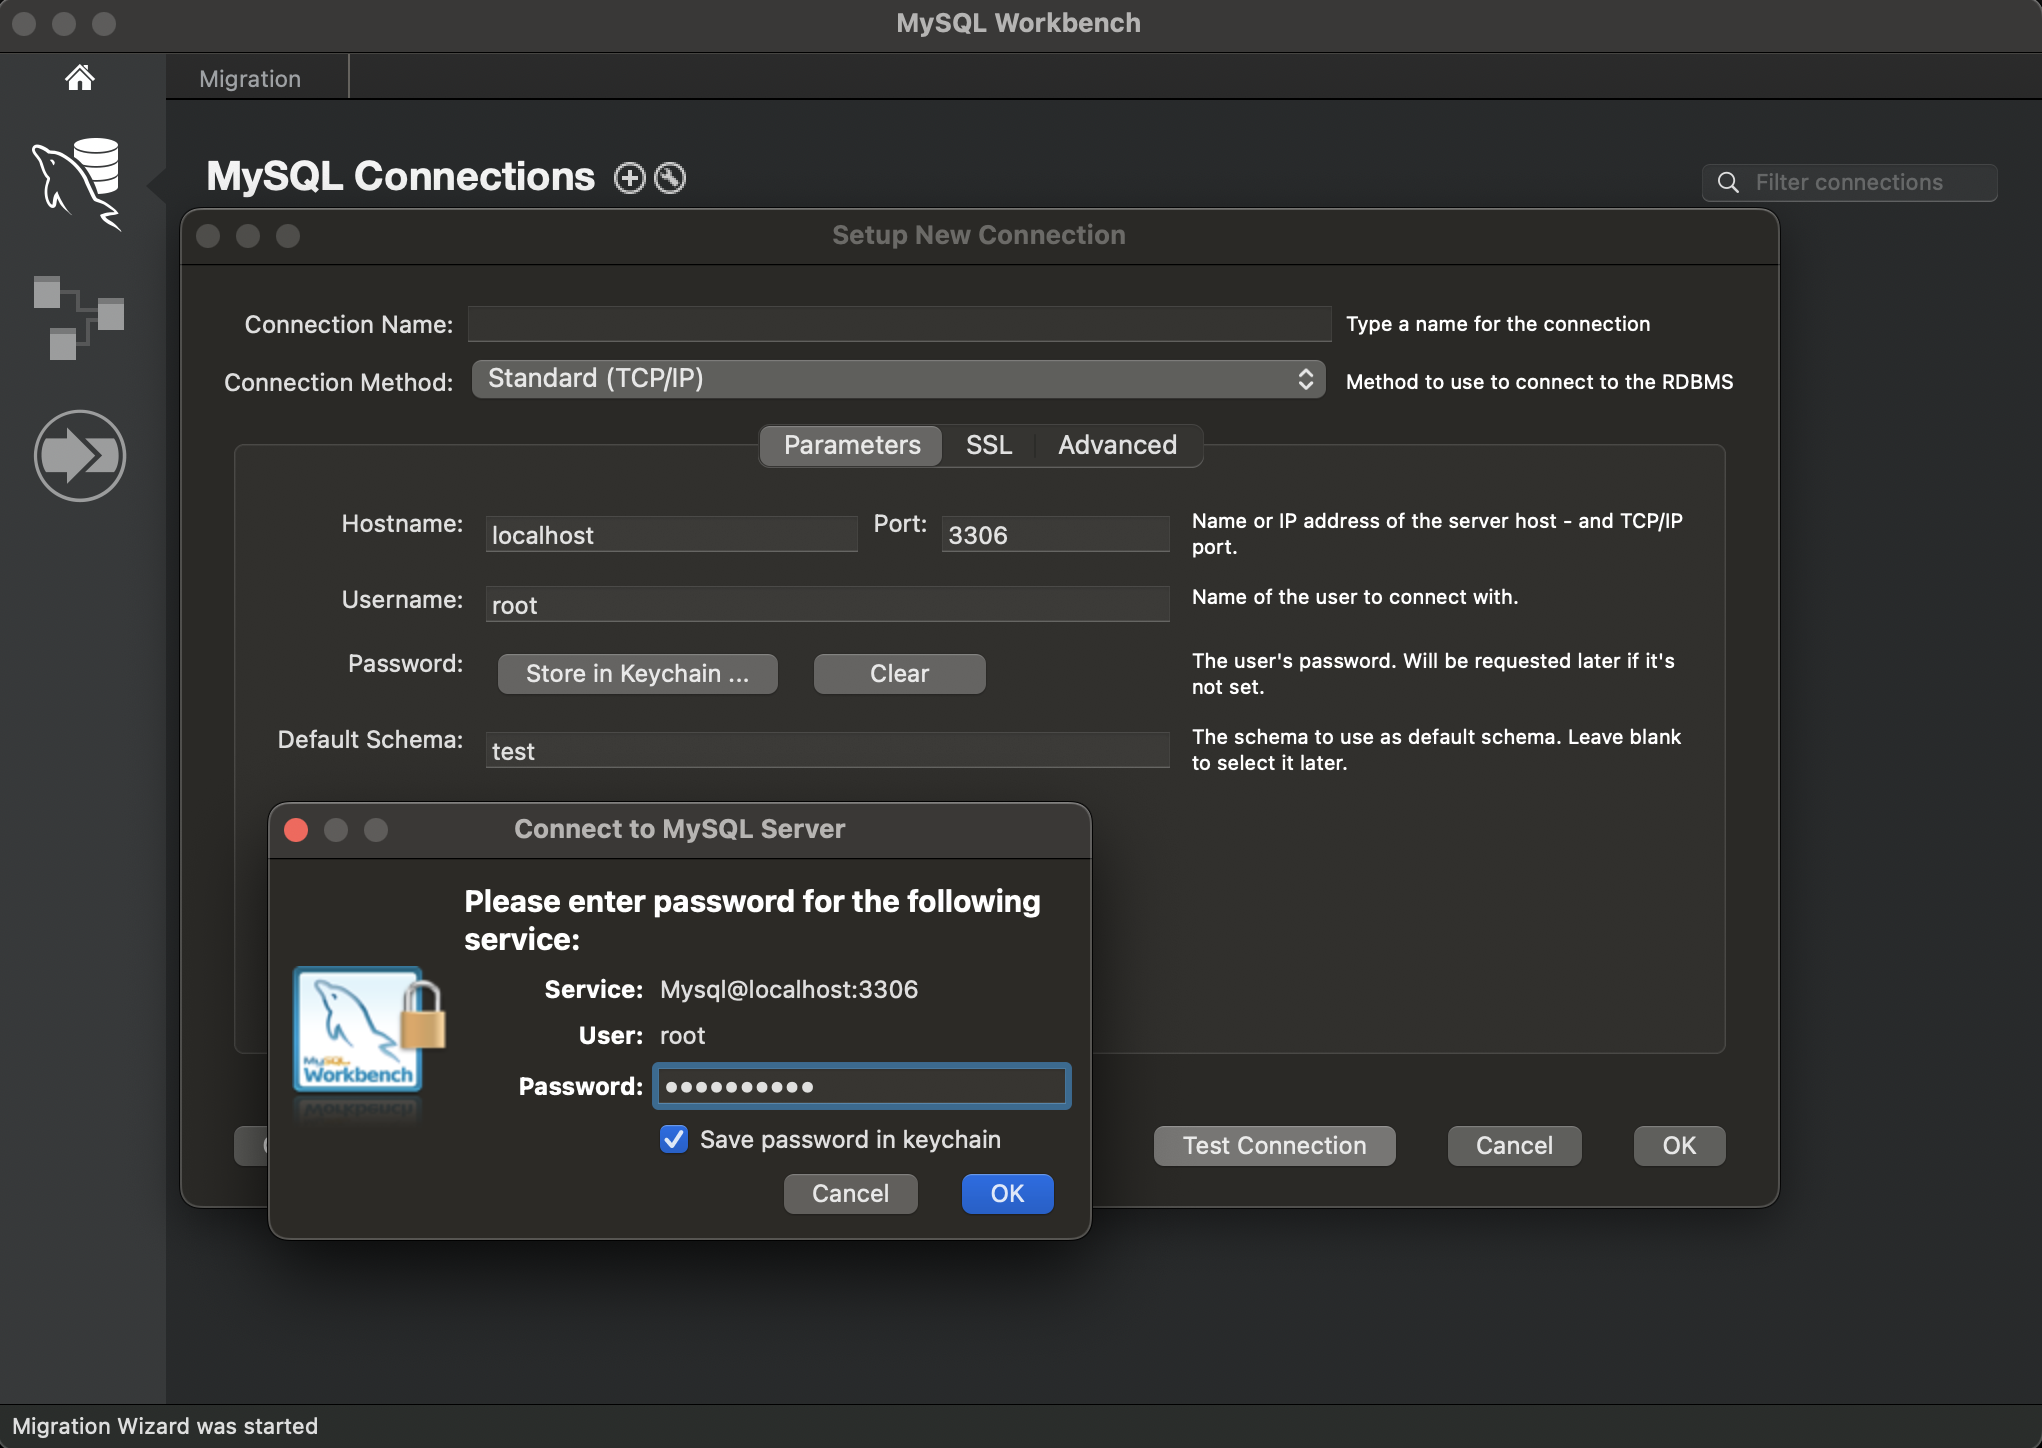 MySQL Workbench
Migration
MySQL Connections
Filter connections
Setup New Connection
Connection Name:
Type a name for the connection
Connection Method:
Standard (TCP/IP)
Method to use to connect to the RDBMS
Parameters
SSL
Advanced
Hostname:
localhost
Port:
3306
Name or IP address of the server host - and TCP/IP
port.
Username:
root
Name of the user to connect with.
Password:
Store in Keychain ...
Clear
The user's password. Will be requested later if it's
not set.
Default Schema:
test
The schema to use as default schema. Leave blank
to select it later.
Connect to MySQL Server
Please enter password for the following
service:
Service:
Mysql@localhost:3306
User:
root
MySQL
Workbench
Password:
●●●●●●●●●●
Save password in keychain
Cancel
OK
Test Connection
Cancel
OK
Migration Wizard was started